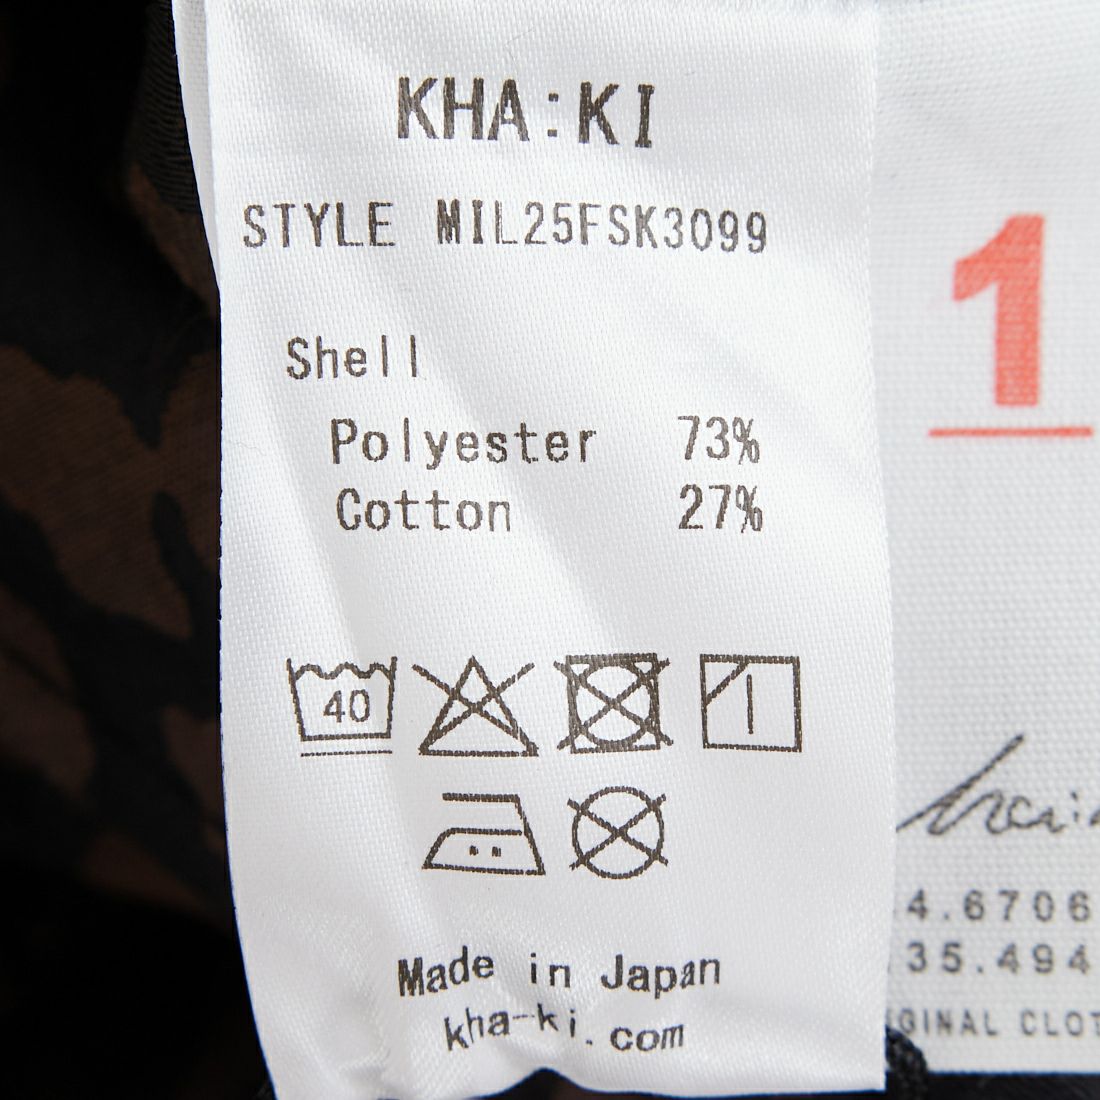 KHA:KI
STYLE MIL25FSK3099
Shell
Polyester 73%
Cotton 27%
40
Made in Japan
kha-ki.com
1
4.6706
35.494
GINAL CLOT